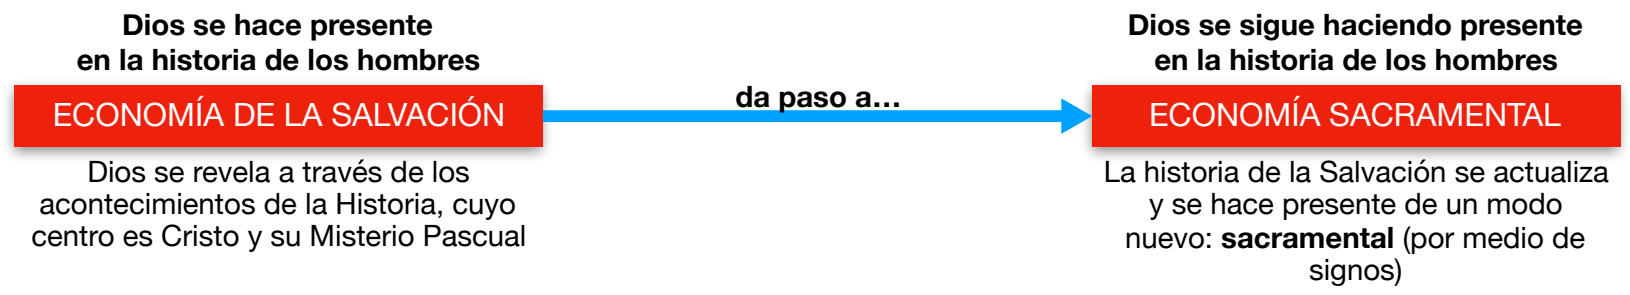 Dios se hace presente
en la historia de los hombres
ECONOMÍA DE LA SALVACIÓN
Dios se revela a través de los
acontecimientos de la Historia, cuyo
centro es Cristo y su Misterio Pascual
da paso a…
Dios se sigue haciendo presente
en la historia de los hombres
ECONOMÍA SACRAMENTAL
La historia de la Salvación se actualiza
y se hace presente de un modo
nuevo: sacramental (por medio de
signos)